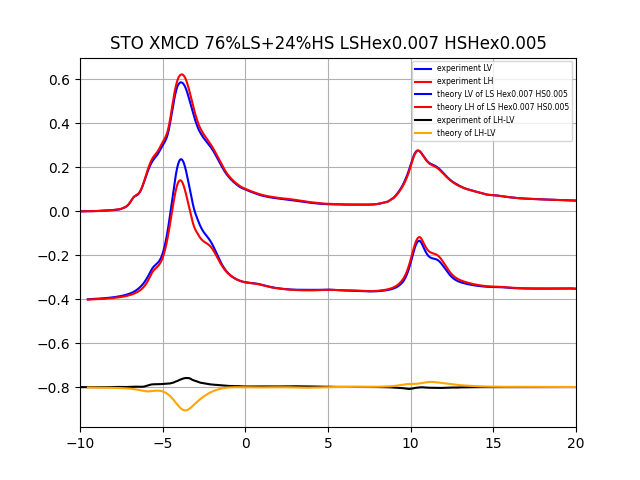 STO XMCD 76%LS+24%HS LSHex0.007 HSHex0.005
experiment LV
experiment LH
theory LV of LS Hex0.007 HS0.005
theory LH of LS Hex0.007 HS0.005
experiment of LH-LV
theory of LH-LV
0.6
0.4
0.2
0.0
−0.2
−0.4
−0.6
−0.8
−10 −5 0 5 10 15 20